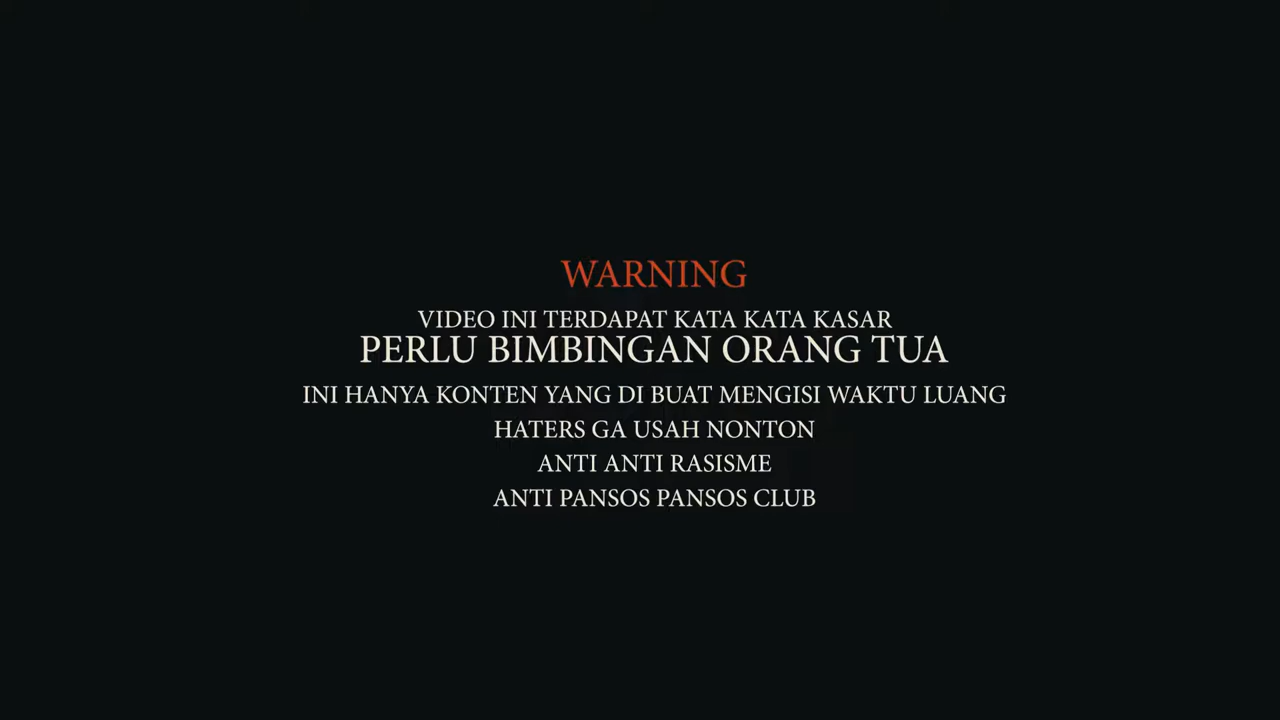 WARNING
VIDEO INI TERDAPAT KATA KATA KASAR
PERLU BIMBINGAN ORANG TUA
INI HANYA KONTEN YANG DI BUAT MENGISI WAKTU LUANG
HATERS GA USAH NONTON
ANTI ANTI RASISME
ANTI PANSOS PANSOS CLUB